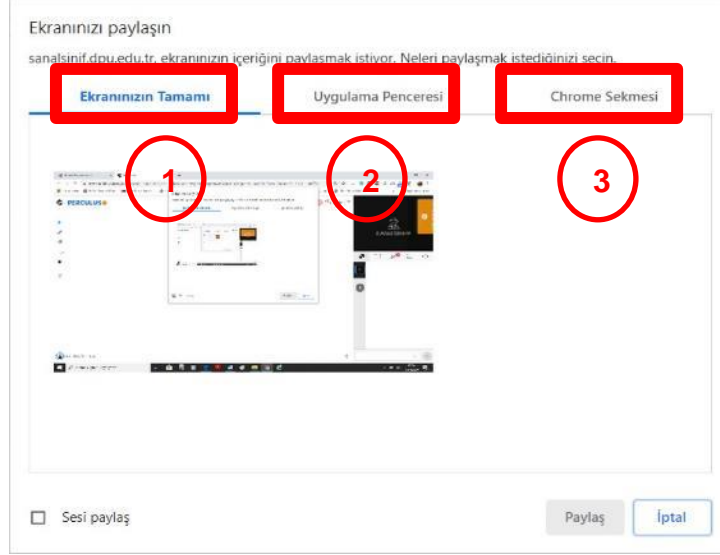 Ekranınızı paylaşın
sanalsinif.dpu.edu.tr, ekranınızın içeriğini paylaşmak istiyor. Neleri paylaşmak istediğinizi seçin.
Ekranınızın Tamamı Uygulama Penceresi Chrome Sekmesi
1 2 3
PERCULUS
Sesi paylaş Paylaş İptal